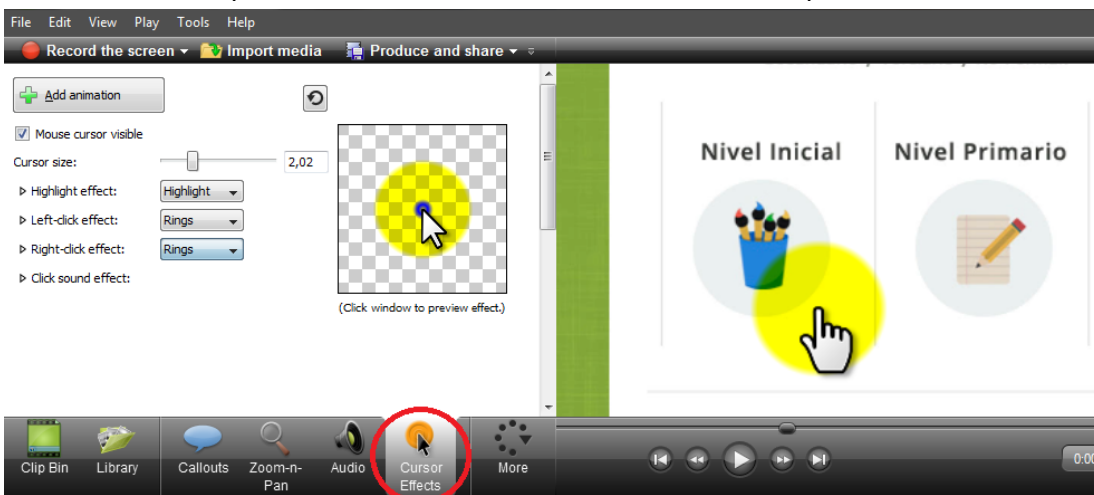 File Edit View Play Tools Help
Record the screen Import media Produce and share
Add animation
Mouse cursor visible
Cursor size: 2,02
Highlight effect: Highlight
Left-click effect: Rings
Right-click effect: Rings
Click sound effect:
(Click window to preview effect.)
Nivel Inicial Nivel Primario
Clip Bin Library Callouts Zoom-n-Pan Audio Cursor Effects More
0:00